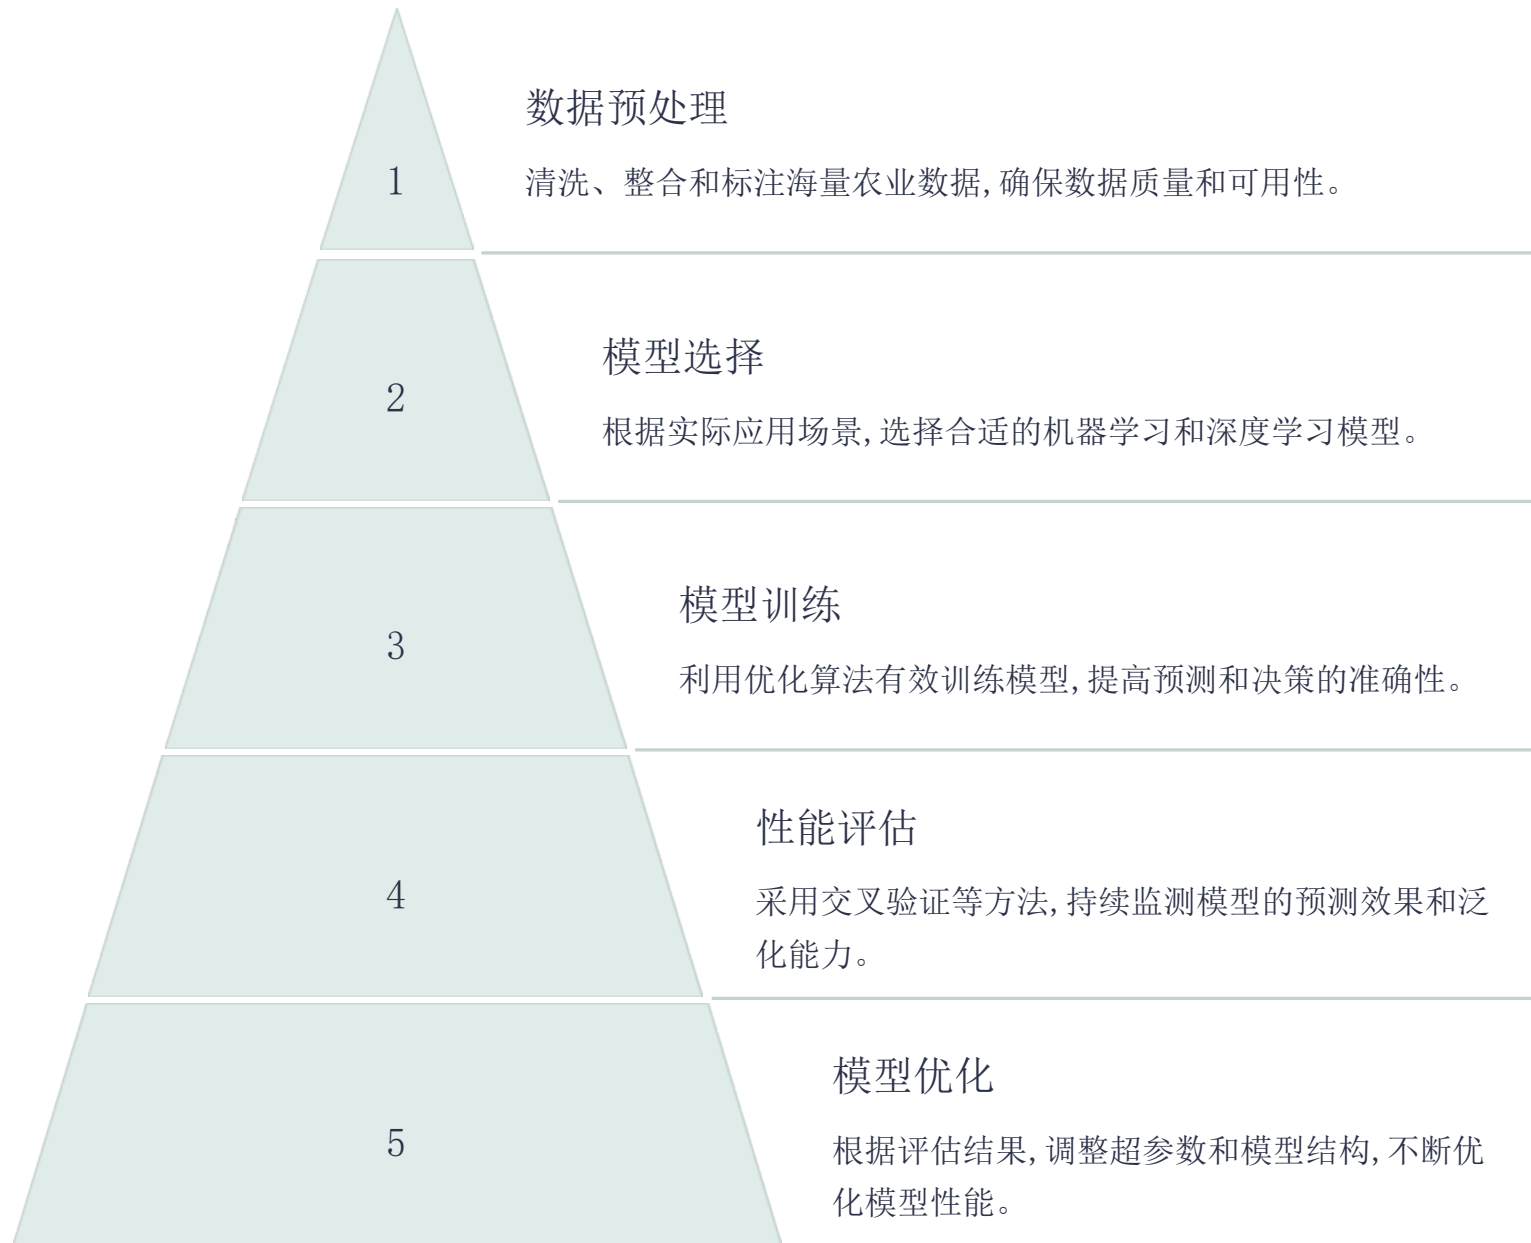 数据预处理
1
清洗、整合和标注海量农业数据,确保数据质量和可用性。
模型选择
2
根据实际应用场景,选择合适的机器学习和深度学习模型。
模型训练
3
利用优化算法有效训练模型,提高预测和决策的准确性。
性能评估
4
采用交叉验证等方法,持续监测模型的预测效果和泛
化能力。
模型优化
5
根据评估结果,调整超参数和模型结构,不断优
化模型性能。